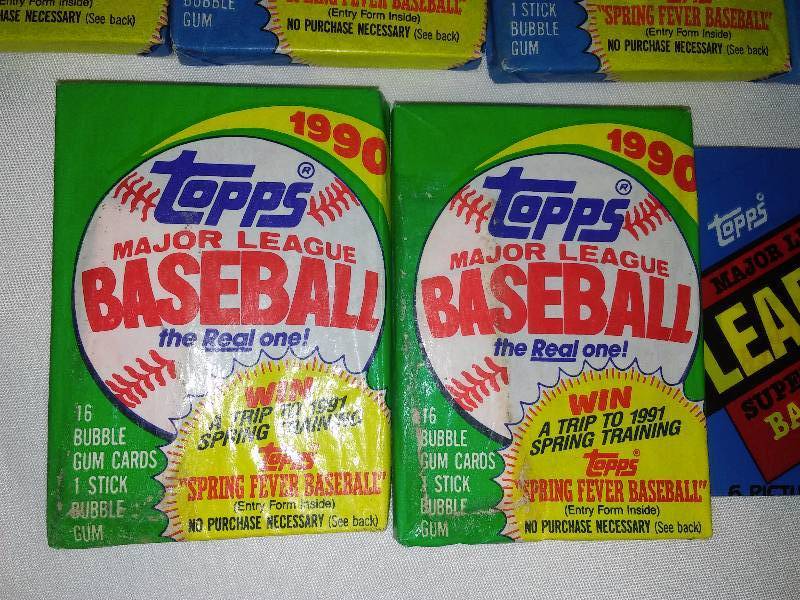 BUBBLE
GUM
(Entry Form Inside)
NO PURCHASE NECESSARY (See back)
1 STICK
BUBBLE
GUM
"SPRING FEVER BASEBALL"
(Entry Form Inside)
NO PURCHASE NECESSARY (See back)
1990
topps®
MAJOR LEAGUE
BASEBALL
the Real one!
16
BUBBLE
GUM CARDS
1 STICK
BUBBLE
GUM
WIN
A TRIP TO 1991
SPRING TRAINING
topps
"SPRING FEVER BASEBALL"
(Entry Form Inside)
NO PURCHASE NECESSARY (See back)
1990
topps®
MAJOR LEAGUE
BASEBALL
the Real one!
16
BUBBLE
GUM CARDS
1 STICK
BUBBLE
GUM
WIN
A TRIP TO 1991
SPRING TRAINING
topps®
"SPRING FEVER BASEBALL"
(Entry Form Inside)
NO PURCHASE NECESSARY (See back)
topps®
MAJOR